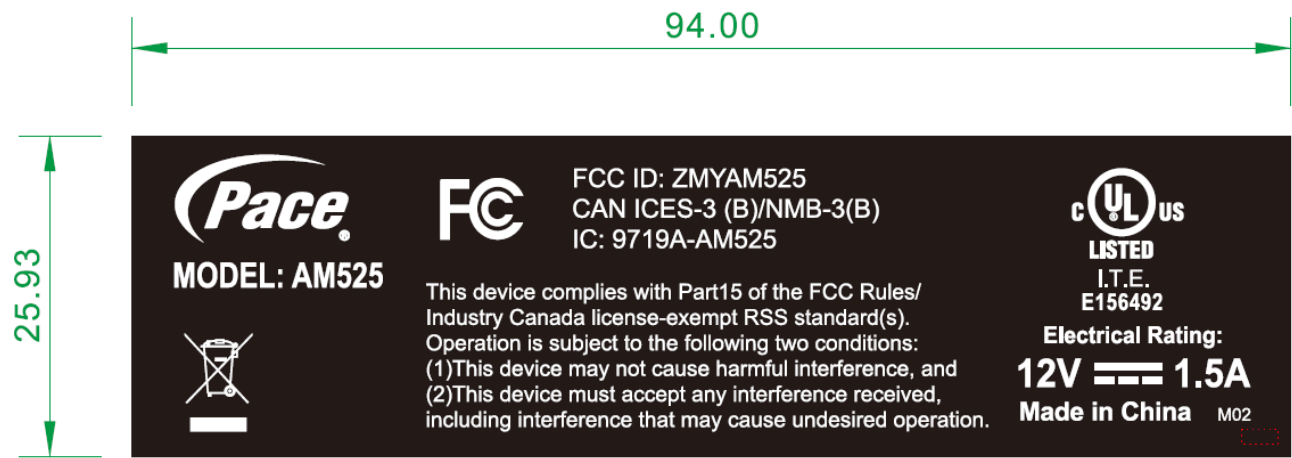 94.00
25.93
Pace®
MODEL: AM525
FC
FCC ID: ZMYAM525
CAN ICES-3 (B)/NMB-3(B)
IC: 9719A-AM525
This device complies with Part15 of the FCC Rules/
Industry Canada license-exempt RSS standard(s).
Operation is subject to the following two conditions:
(1)This device may not cause harmful interference, and
(2)This device must accept any interference received,
including interference that may cause undesired operation.
C UL® US
LISTED
I.T.E.
E156492
Electrical Rating:
12V 1.5A
Made in China M02